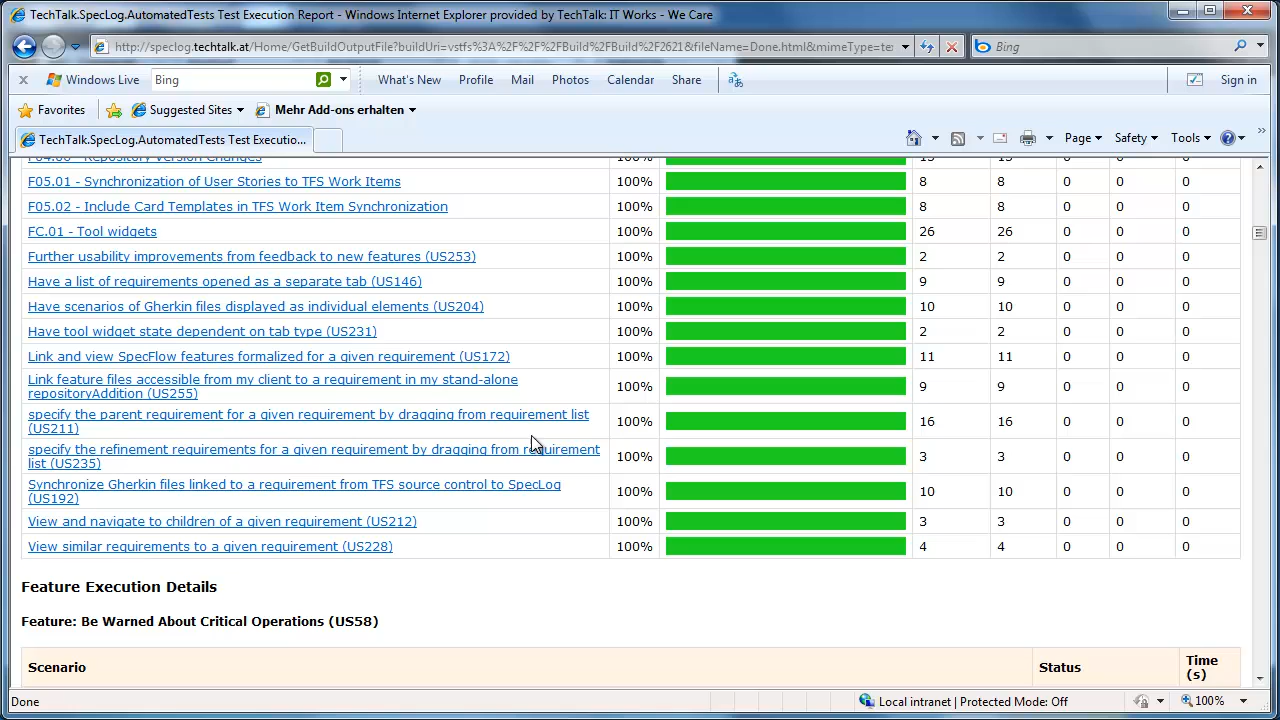 TechTalk.SpecLog.AutomatedTests Test Execution Report - Windows Internet Explorer provided by TechTalk: IT Works - We Care
http://speclog.techtalk.at/Home/GetBuildOutputFile?buildUri=vstfs%3A%2F%2F%2FBuild%2FBuild%2F2621&fileName=Done.html&mimeType=te
Bing
Windows Live Bing What's New Profile Mail Photos Calendar Share Sign in
Favorites Suggested Sites Mehr Add-ons erhalten
TechTalk.SpecLog.AutomatedTests Test Executio... Page Safety Tools
F04.00 - Repository Version Changes 100% 15 15 0 0 0
F05.01 - Synchronization of User Stories to TFS Work Items 100% 8 8 0 0 0
F05.02 - Include Card Templates in TFS Work Item Synchronization 100% 8 8 0 0 0
FC.01 - Tool widgets 100% 26 26 0 0 0
Further usability improvements from feedback to new features (US253) 100% 2 2 0 0 0
Have a list of requirements opened as a separate tab (US146) 100% 9 9 0 0 0
Have scenarios of Gherkin files displayed as individual elements (US204) 100% 10 10 0 0 0
Have tool widget state dependent on tab type (US231) 100% 2 2 0 0 0
Link and view SpecFlow features formalized for a given requirement (US172) 100% 11 11 0 0 0
Link feature files accessible from my client to a requirement in my stand-alone
repositoryAddition (US255) 100% 9 9 0 0 0
specify the parent requirement for a given requirement by dragging from requirement list
(US211) 100% 16 16 0 0 0
specify the refinement requirements for a given requirement by dragging from requirement
list (US235) 100% 3 3 0 0 0
Synchronize Gherkin files linked to a requirement from TFS source control to SpecLog
(US192) 100% 10 10 0 0 0
View and navigate to children of a given requirement (US212) 100% 3 3 0 0 0
View similar requirements to a given requirement (US228) 100% 4 4 0 0 0
Feature Execution Details
Feature: Be Warned About Critical Operations (US58)
Scenario Status Time
(s)
Done Local intranet | Protected Mode: Off 100%